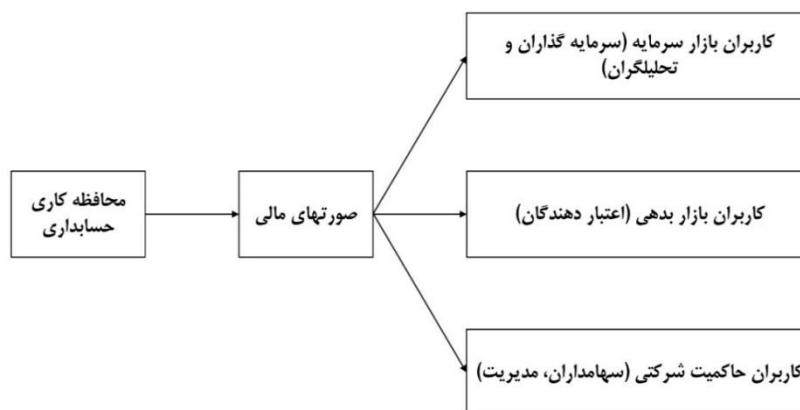 کاربران بازار سرمایه (سرمایه گذاران و
تحلیلگران)
محافظه کاری
حسابداری
صورتهای مالی
کاربران بازار بدهی (اعتبار دهندگان)
کاربران حاکمیت شرکتی (سهامداران، مدیریت)